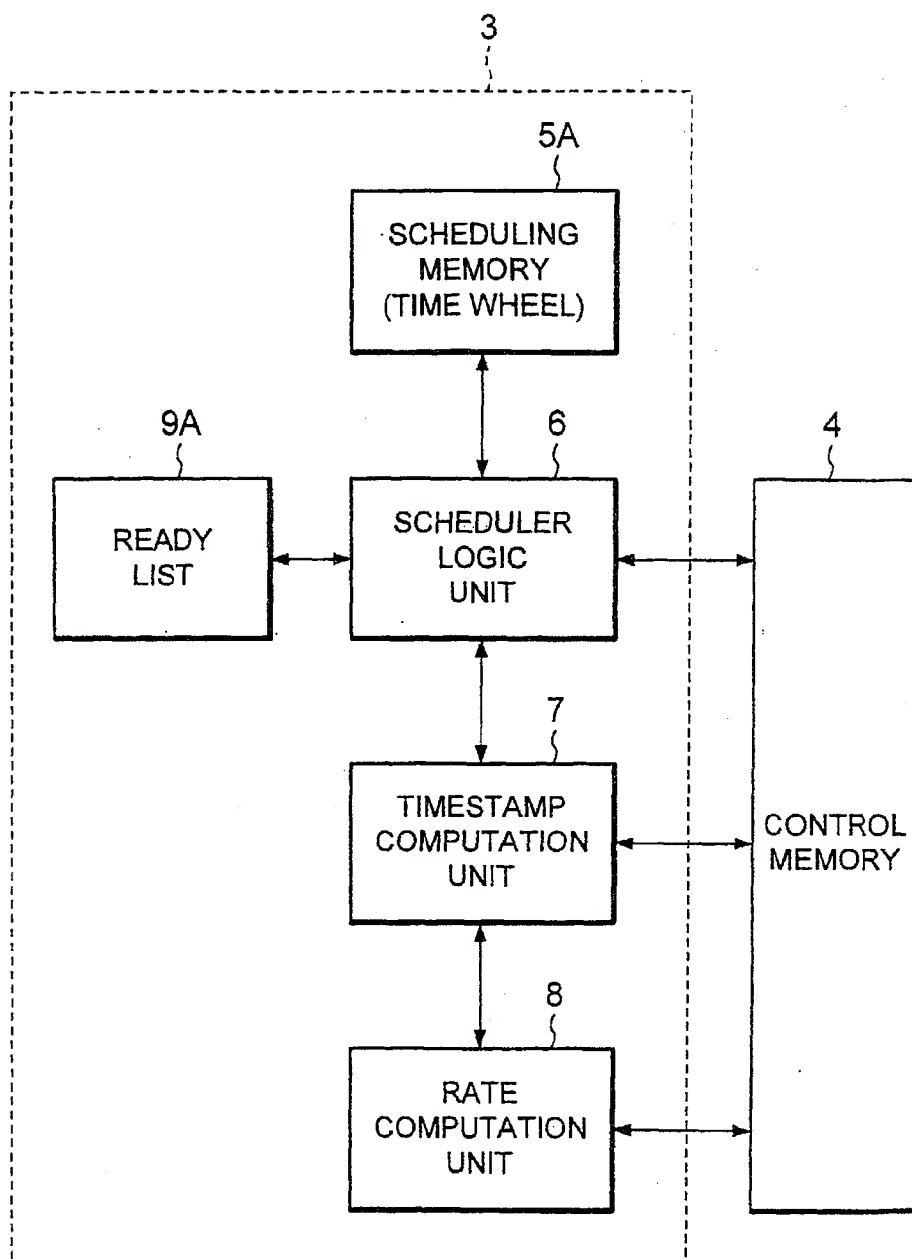 3
5A
SCHEDULING
MEMORY
(TIME WHEEL)
9A
READY
LIST
6
SCHEDULER
LOGIC
UNIT
4
CONTROL
MEMORY
7
TIMESTAMP
COMPUTATION
UNIT
8
RATE
COMPUTATION
UNIT